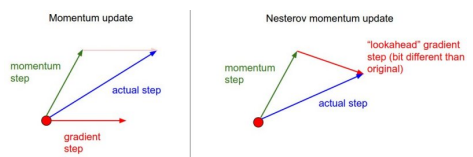 Momentum update
momentum
step
actual step
gradient
step
Nesterov momentum update
momentum
step
“lookahead” gradient
step (bit different than
original)
actual step